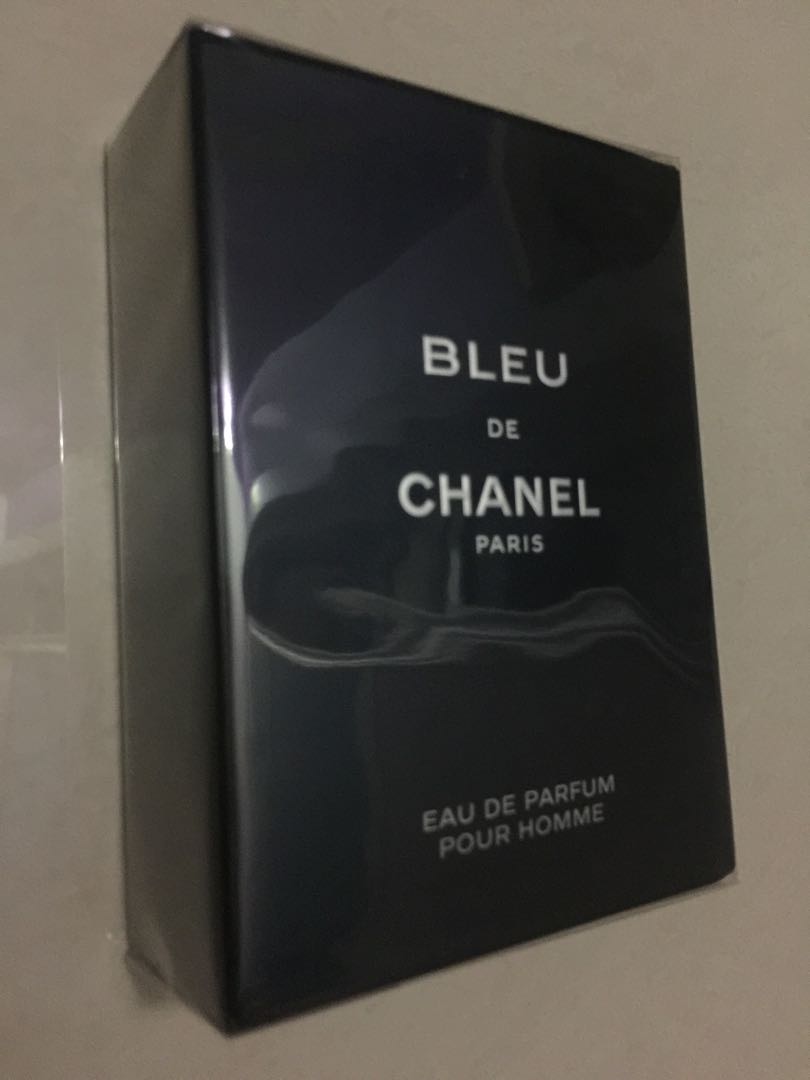 BLEU
DE
CHANEL
PARIS
EAU DE PARFUM
POUR HOMME